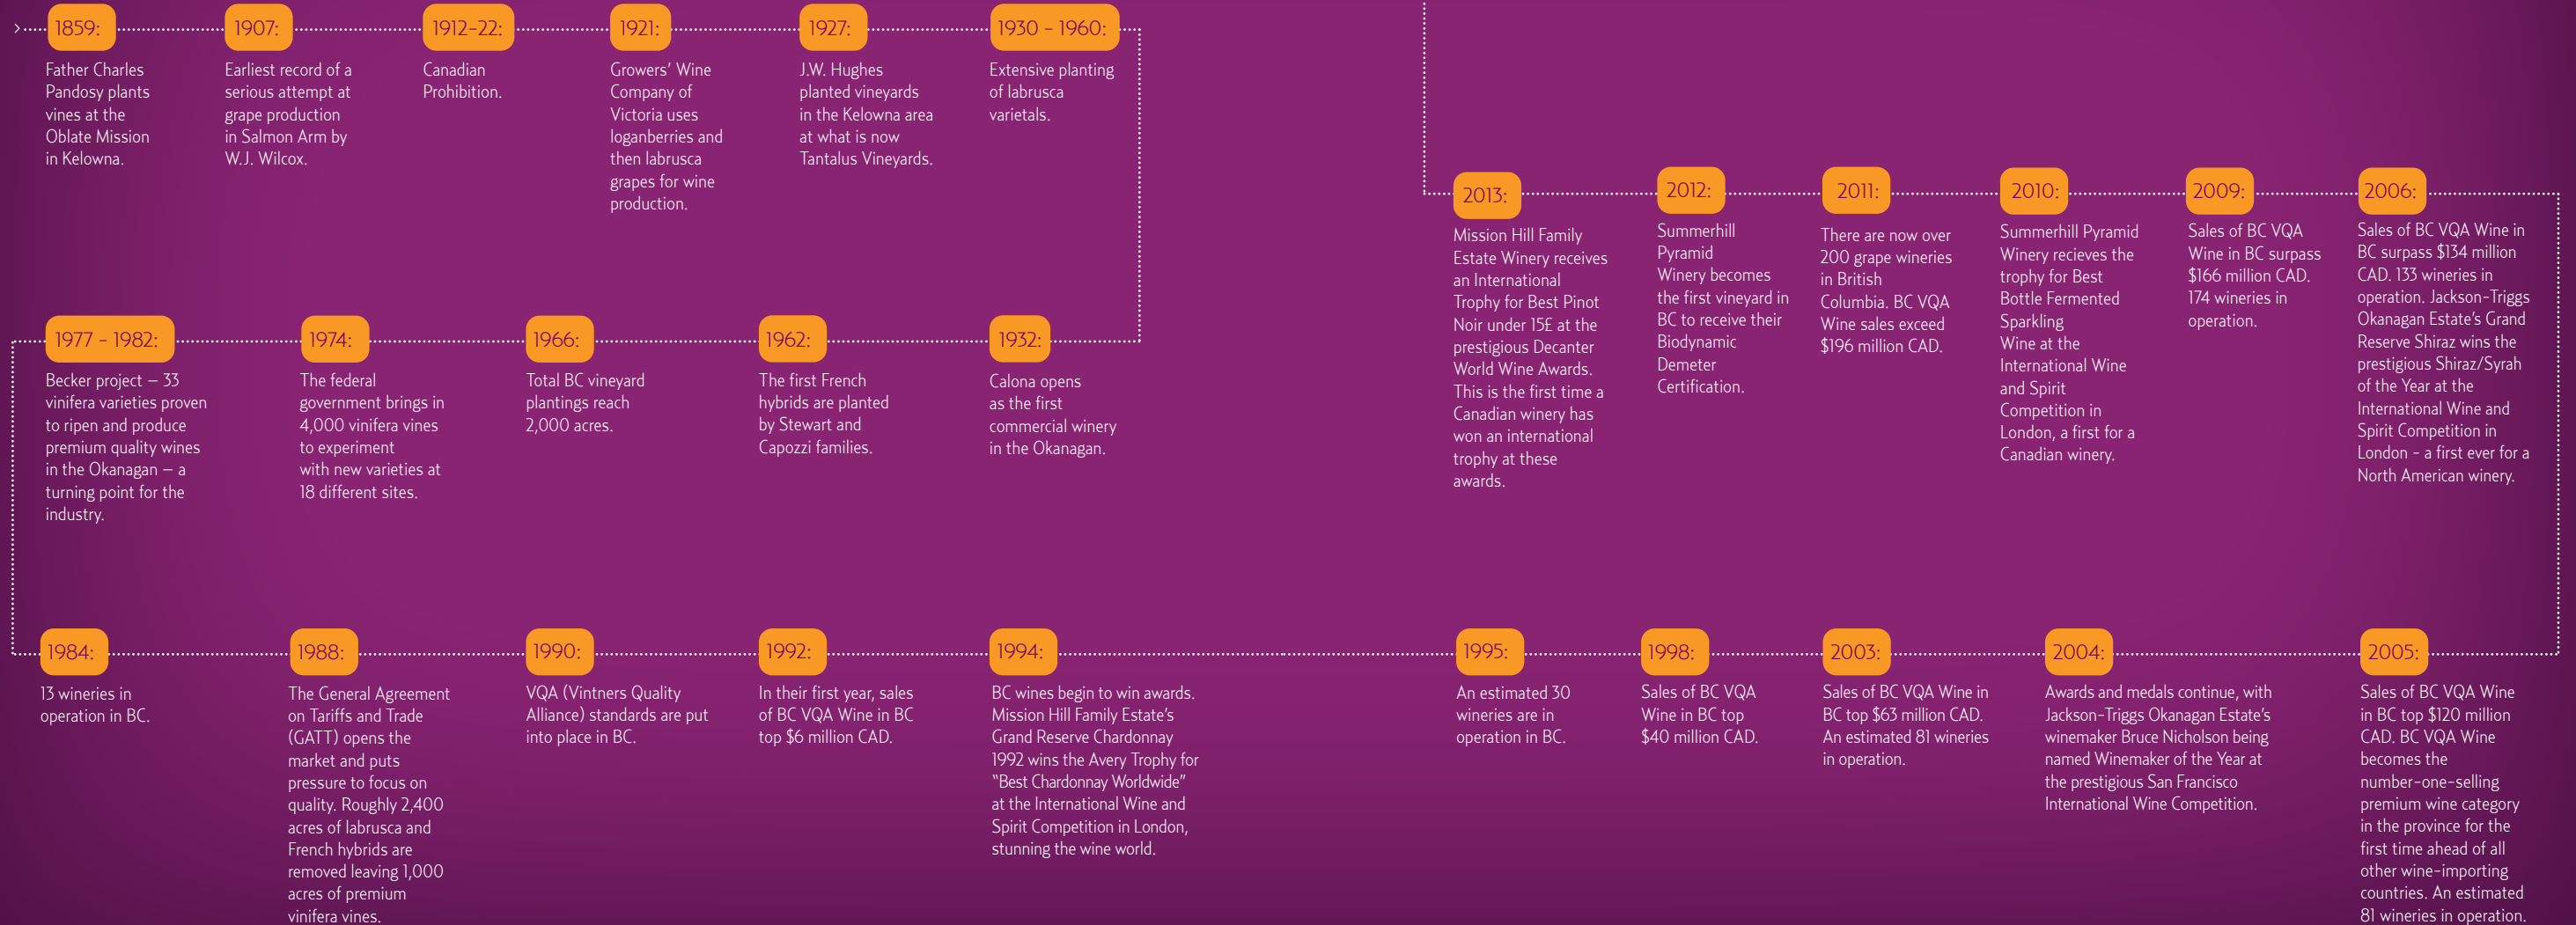 >
1859:
Father Charles
Pandosy plants
vines at the
Oblate Mission
in Kelowna.
1907:
Earliest record of a
serious attempt at
grape production
in Salmon Arm by
W.J. Wilcox.
1912-22:
Canadian
Prohibition.
1921:
Growers’ Wine
Company of
Victoria uses
loganberries and
then labrusca
grapes for wine
production.
1927:
J.W. Hughes
planted vineyards
in the Kelowna area
at what is now
Tantalus Vineyards.
1930 - 1960:
Extensive planting
of labrusca
varietals.
1932:
Calona opens
as the first
commercial winery
in the Okanagan.
1962:
The first French
hybrids are planted
by Stewart and
Capozzi families.
1966:
Total BC vineyard
plantings reach
2,000 acres.
1974:
The federal
government brings in
4,000 vinifera vines
to experiment
with new varieties at
18 different sites.
1977 - 1982:
Becker project – 33
vinifera varieties proven
to ripen and produce
premium quality wines
in the Okanagan – a
turning point for the
industry.
1984:
13 wineries in
operation in BC.
1988:
The General Agreement
on Tariffs and Trade
(GATT) opens the
market and puts
pressure to focus on
quality. Roughly 2,400
acres of labrusca and
French hybrids are
removed leaving 1,000
acres of premium
vinifera vines.
1990:
VQA (Vintners Quality
Alliance) standards are put
into place in BC.
1992:
In their first year, sales
of BC VQA Wine in BC
top $6 million CAD.
1994:
BC wines begin to win awards.
Mission Hill Family Estate’s
Grand Reserve Chardonnay
1992 wins the Avery Trophy for
“Best Chardonnay Worldwide”
at the International Wine and
Spirit Competition in London,
stunning the wine world.
1995:
An estimated 30
wineries are in
operation in BC.
1998:
Sales of BC VQA
Wine in BC top
$40 million CAD.
2003:
Sales of BC VQA Wine in
BC top $63 million CAD.
An estimated 81 wineries
in operation.
2004:
Awards and medals continue, with
Jackson-Triggs Okanagan Estate’s
winemaker Bruce Nicholson being
named Winemaker of the Year at
the prestigious San Francisco
International Wine Competition.
2005:
Sales of BC VQA Wine
in BC top $120 million
CAD. BC VQA Wine
becomes the
number-one-selling
premium wine category
in the province for the
first time ahead of all
other wine-importing
countries. An estimated
81 wineries in operation.
2006:
Sales of BC VQA Wine in
BC surpass $134 million
CAD. 133 wineries in
operation. Jackson-Triggs
Okanagan Estate’s Grand
Reserve Shiraz wins the
prestigious Shiraz/Syrah
of the Year at the
International Wine and
Spirit Competition in
London - a first ever for a
North American winery.
2009:
Sales of BC VQA
Wine in BC surpass
$166 million CAD.
174 wineries in
operation.
2010:
Summerhill Pyramid
Winery recieves the
trophy for Best
Bottle Fermented
Sparkling
Wine at the
International Wine
and Spirit
Competition in
London, a first for a
Canadian winery.
2011:
There are now over
200 grape wineries
in British
Columbia. BC VQA
Wine sales exceed
$196 million CAD.
2012:
Summerhill
Pyramid
Winery becomes
the first vineyard in
BC to receive their
Biodynamic
Demeter
Certification.
2013:
Mission Hill Family
Estate Winery receives
an International
Trophy for Best Pinot
Noir under 15£ at the
prestigious Decanter
World Wine Awards.
This is the first time a
Canadian winery has
won an international
trophy at these
awards.